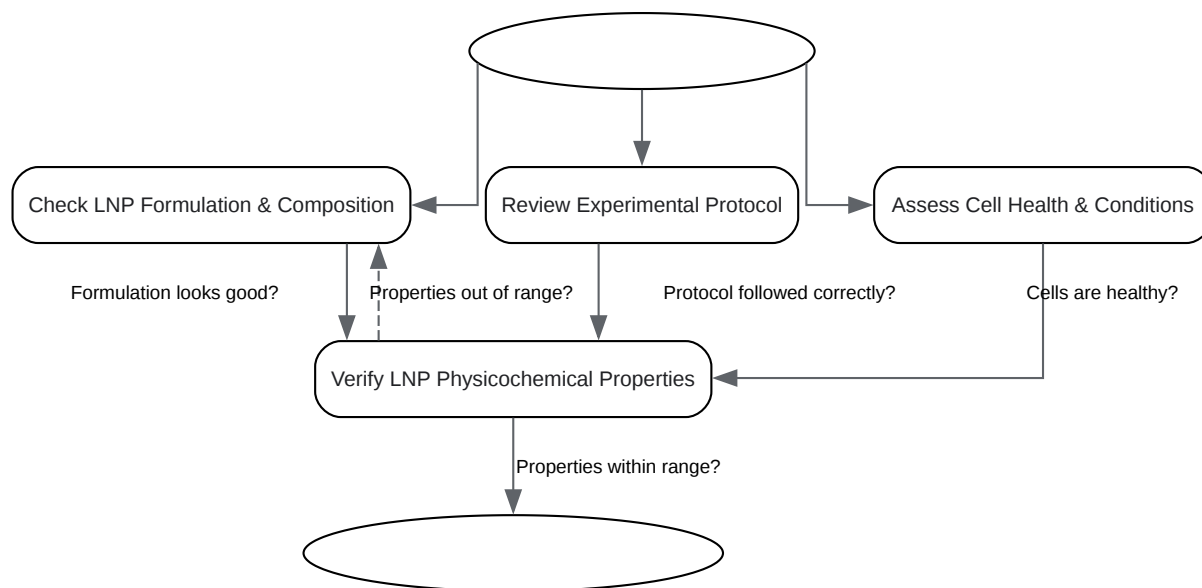 Check LNP Formulation & Composition
Review Experimental Protocol
Assess Cell Health & Conditions
Formulation looks good?
Properties out of range?
Protocol followed correctly?
Cells are healthy?
Verify LNP Physicochemical Properties
Properties within range?